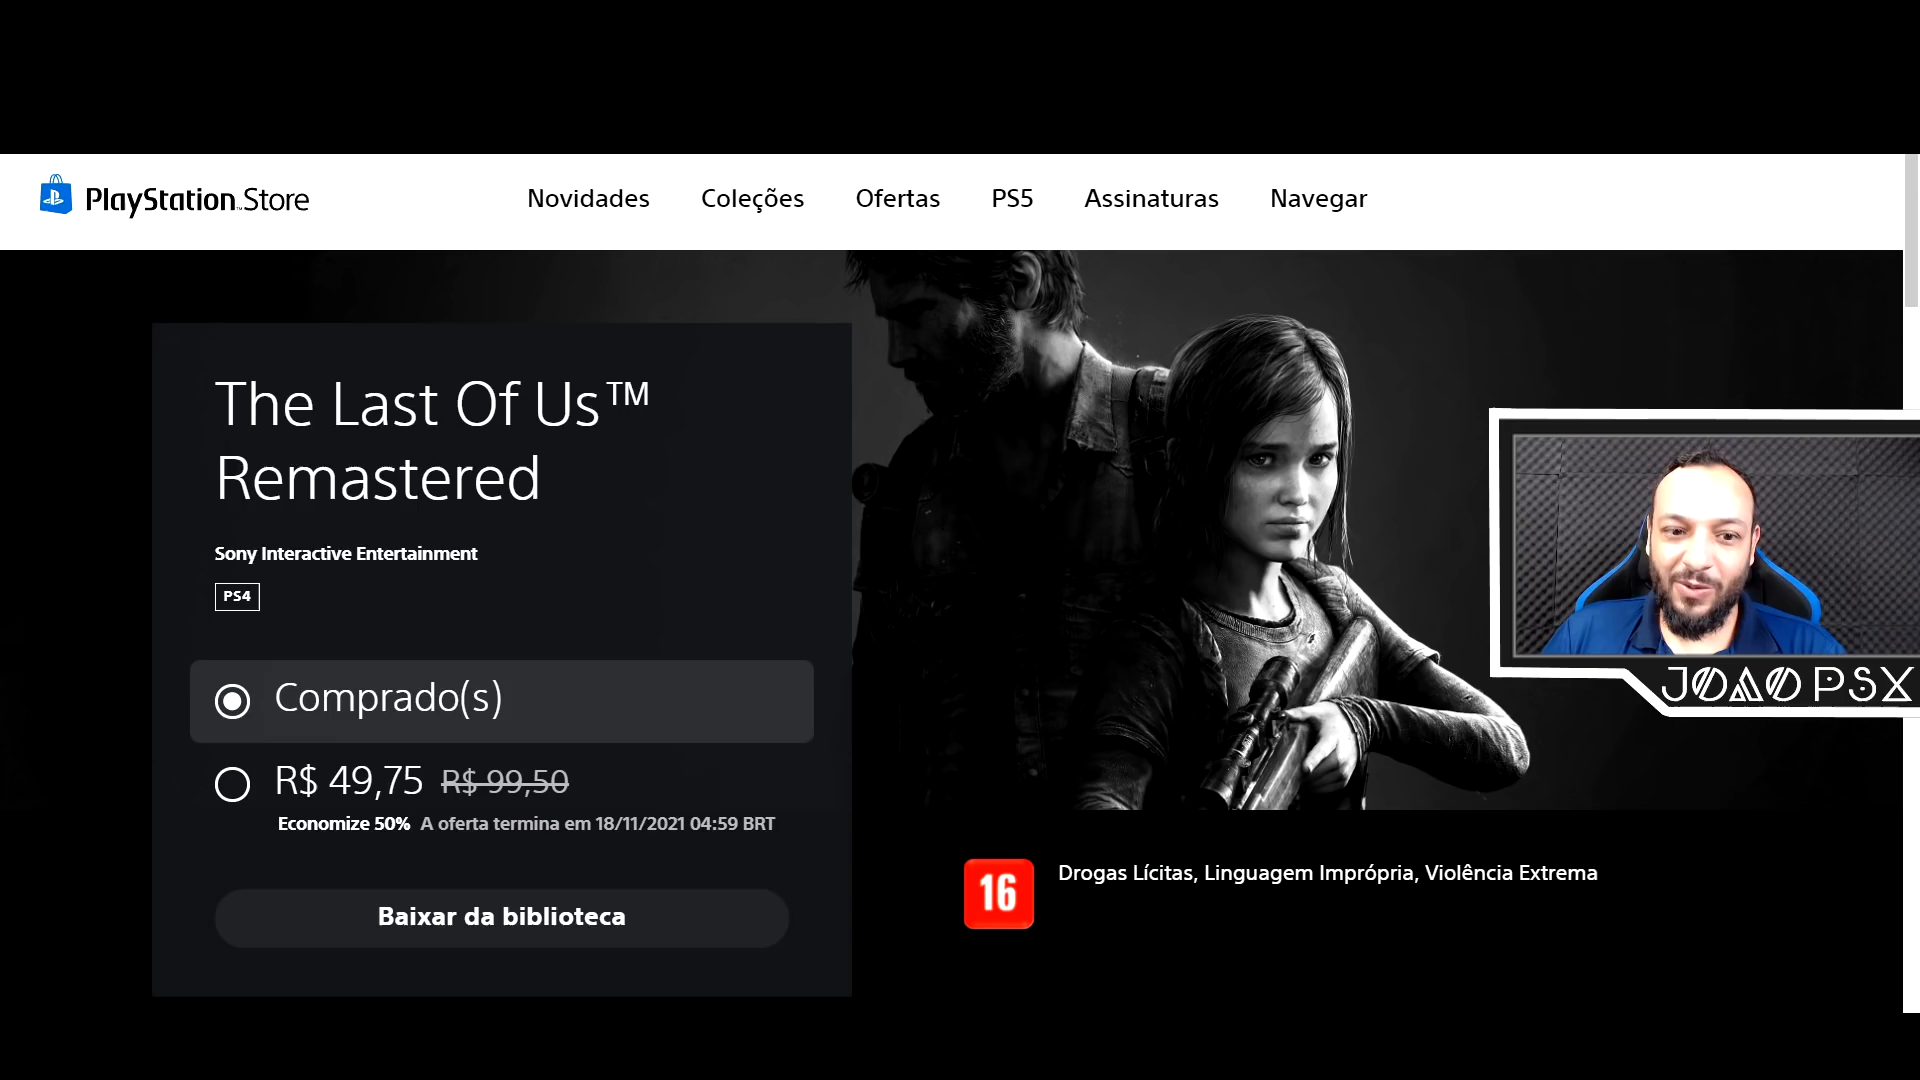 PlayStation Store
Novidades
Coleções
Ofertas
PS5
Assinaturas
Navegar
The Last Of Us™
Remastered
Sony Interactive Entertainment
PS4
Comprado(s)
R$ 49,75 R$ 99,50
Economize 50% A oferta termina em 18/11/2021 04:59 BRT
Baixar da biblioteca
16
Drogas Lícitas, Linguagem Imprópria, Violência Extrema
JOAO PSX